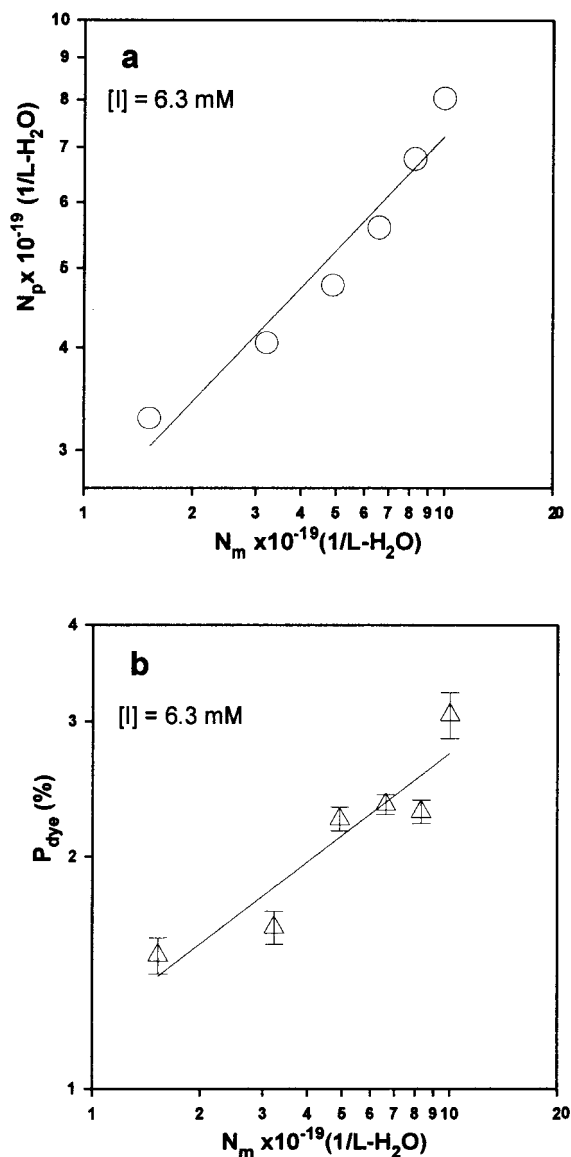 10
9
8
7
6
5
4
3
a
[I] = 6.3 mM
Np x 10-19 (1/L-H2O)
1 2 3 4 5 6 7 8 9 10 20
Nm x10-19(1/L-H2O)
4
3
2
1
b
[I] = 6.3 mM
Pdye (%)
1 2 3 4 5 6 7 8 9 10 20
Nm x10-19(1/L-H2O)